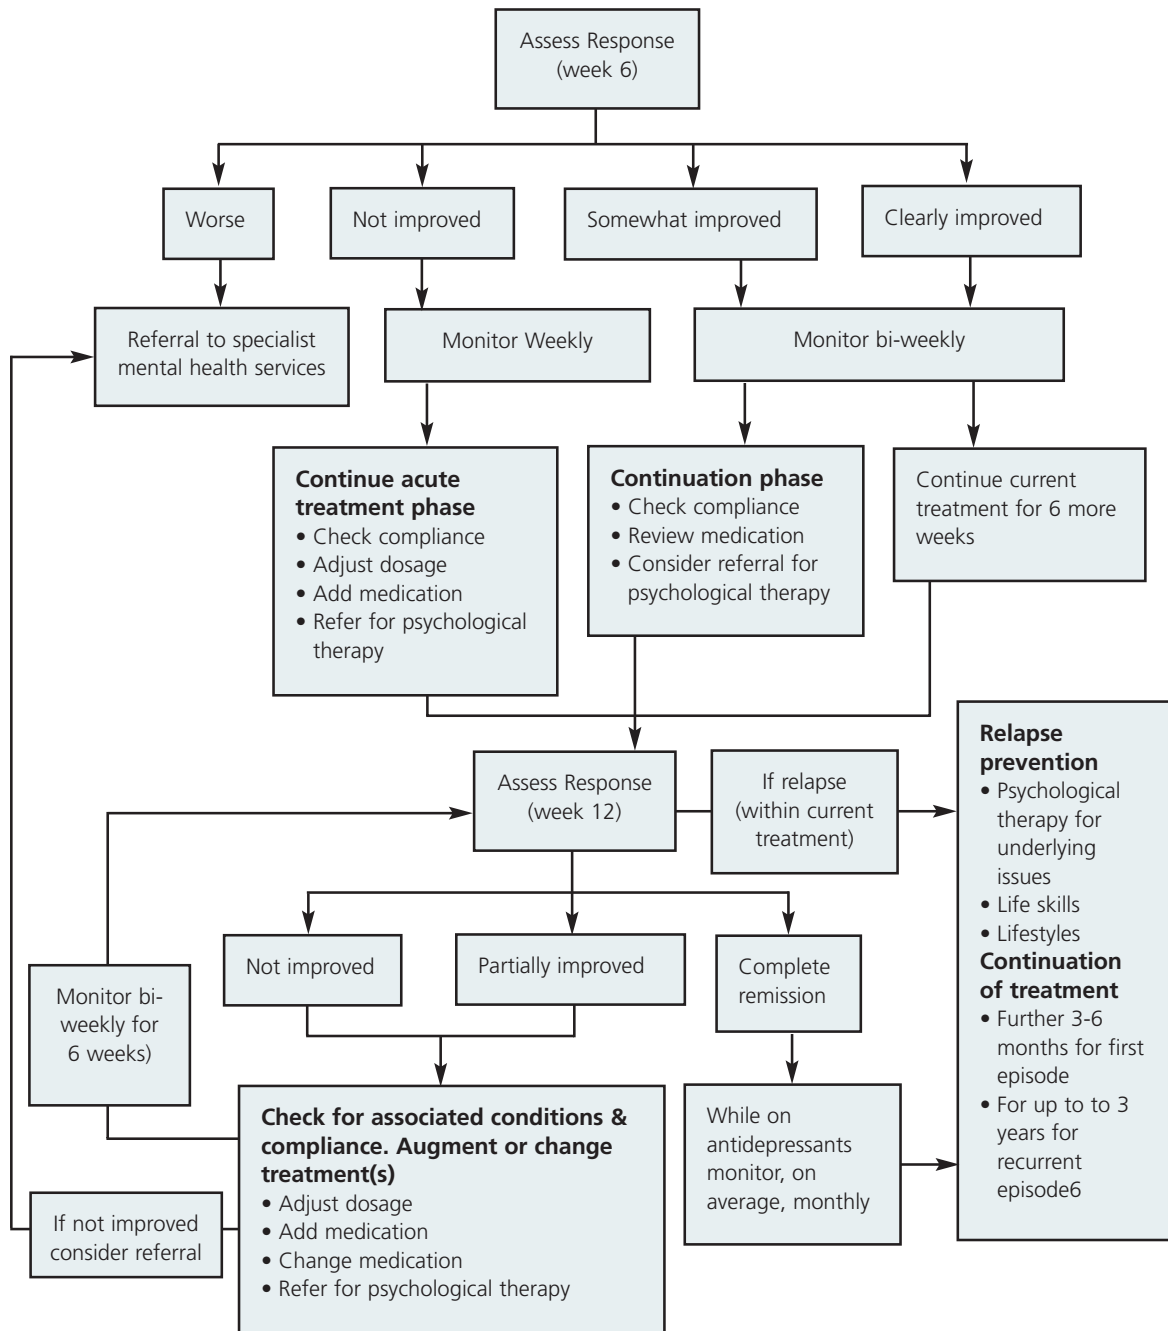 Assess Response
(week 6)
Worse
Not improved
Somewhat improved
Clearly improved
Referral to specialist
mental health services
Monitor Weekly
Monitor bi-weekly
Continue acute
treatment phase
• Check compliance
• Adjust dosage
• Add medication
• Refer for psychological
therapy
Continuation phase
• Check compliance
• Review medication
• Consider referral for
psychological therapy
Continue current
treatment for 6 more
weeks
Assess Response
(week 12)
If relapse
(within current
treatment)
Relapse
prevention
• Psychological
therapy for
underlying
issues
• Life skills
• Lifestyles
Continuation
of treatment
• Further 3-6
months for first
episode
• For up to to 3
years for
recurrent
episode6
Not improved
Partially improved
Complete
remission
Monitor bi-
weekly for
6 weeks)
Check for associated conditions &
compliance. Augment or change
treatment(s)
• Adjust dosage
• Add medication
• Change medication
• Refer for psychological therapy
While on
antidepressants
monitor, on
average, monthly
If not improved
consider referral